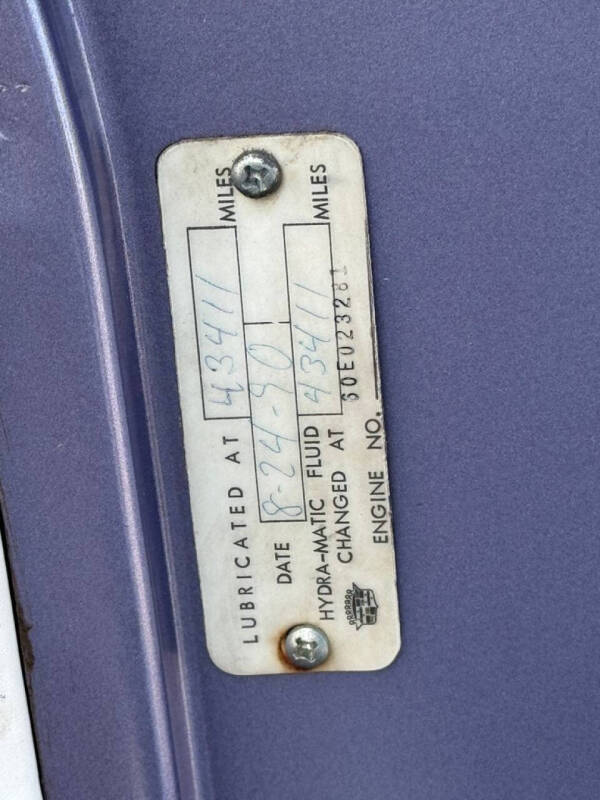 LUBRICATED AT 43411 MILES
DATE 8-24-90
HYDRA-MATIC FLUID
CHANGED AT 43411 MILES
ENGINE NO. 60E023281